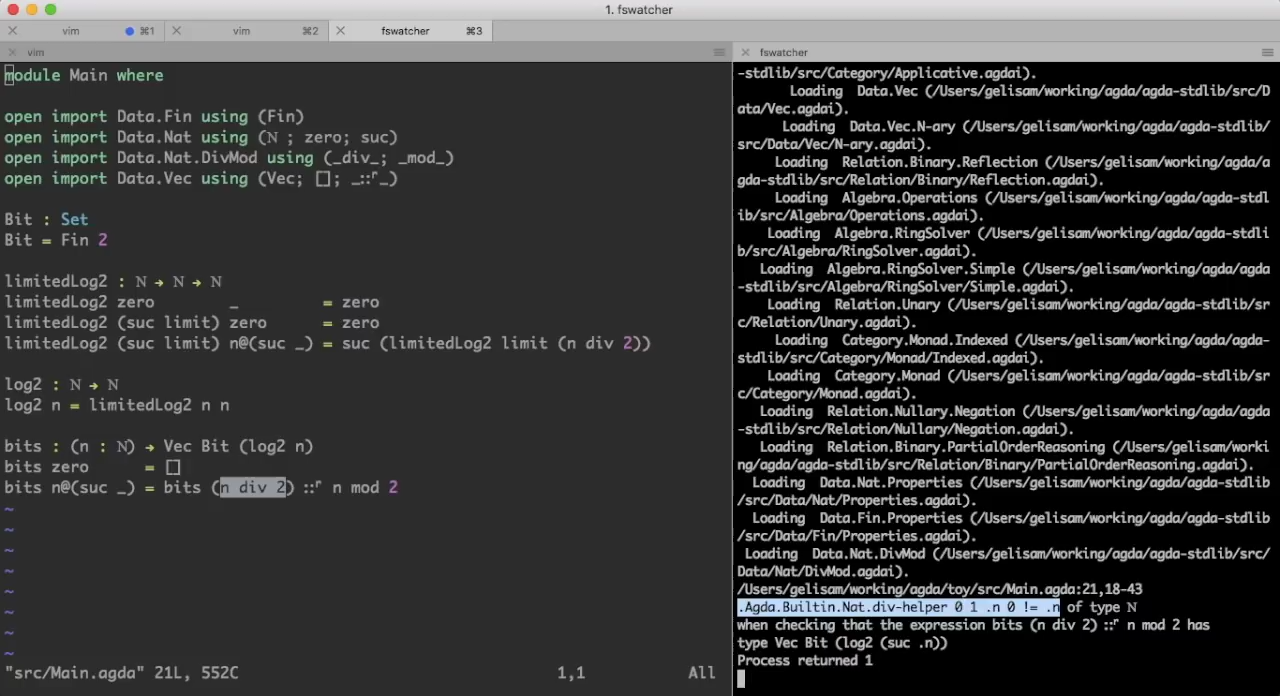 1. fswatcher
vim ⌘1 vim ⌘2 fswatcher ⌘3
vim
module Main where
open import Data.Fin using (Fin)
open import Data.Nat using (ℕ ; zero; suc)
open import Data.Nat.DivMod using (_div_; _mod_)
open import Data.Vec using (Vec; []; _∷ʳ_)
Bit : Set
Bit = Fin 2
limitedLog2 : ℕ → ℕ → ℕ
limitedLog2 zero _ = zero
limitedLog2 (suc limit) zero = zero
limitedLog2 (suc limit) n@(suc _) = suc (limitedLog2 limit (n div 2))
log2 : ℕ → ℕ
log2 n = limitedLog2 n n
bits : (n : ℕ) → Vec Bit (log2 n)
bits zero = []
bits n@(suc _) = bits (n div 2) ∷ʳ n mod 2
~
~
~
~
~
~
~
~
"src/Main.agda" 21L, 552C 1,1 All
fswatcher
-stdlib/src/Category/Applicative.agdai).
Loading Data.Vec (/Users/gelisam/working/agda/agda-stdlib/src/D
ata/Vec.agdai).
Loading Data.Vec.N-ary (/Users/gelisam/working/agda/agda-stdlib/
src/Data/Vec/N-ary.agdai).
Loading Relation.Binary.Reflection (/Users/gelisam/working/agda/a
gda-stdlib/src/Relation/Binary/Reflection.agdai).
Loading Algebra.Operations (/Users/gelisam/working/agda/agda-stdl
ib/src/Algebra/Operations.agdai).
Loading Algebra.RingSolver (/Users/gelisam/working/agda/agda-stdli
b/src/Algebra/RingSolver.agdai).
Loading Algebra.RingSolver.Simple (/Users/gelisam/working/agda/agda
-stdlib/src/Algebra/RingSolver/Simple.agdai).
Loading Relation.Unary (/Users/gelisam/working/agda/agda-stdlib/sr
c/Relation/Unary.agdai).
Loading Category.Monad.Indexed (/Users/gelisam/working/agda/agda-
stdlib/src/Category/Monad/Indexed.agdai).
Loading Category.Monad (/Users/gelisam/working/agda/agda-stdlib/sr
c/Category/Monad.agdai).
Loading Relation.Nullary.Negation (/Users/gelisam/working/agda/agda
-stdlib/src/Relation/Nullary/Negation.agdai).
Loading Relation.Binary.PartialOrderReasoning (/Users/gelisam/worki
ng/agda/agda-stdlib/src/Relation/Binary/PartialOrderReasoning.agdai).
Loading Data.Nat.Properties (/Users/gelisam/working/agda/agda-stdlib
/src/Data/Nat/Properties.agdai).
Loading Data.Fin.Properties (/Users/gelisam/working/agda/agda-stdlib
/src/Data/Fin/Properties.agdai).
Loading Data.Nat.DivMod (/Users/gelisam/working/agda/agda-stdlib/src/
Data/Nat/DivMod.agdai).
/Users/gelisam/working/agda/toy/src/Main.agda:21,18-43
.Agda.Builtin.Nat.div-helper 0 1 .n 0 != .n of type ℕ
when checking that the expression bits (n div 2) ∷ʳ n mod 2 has
type Vec Bit (log2 (suc .n))
Process returned 1